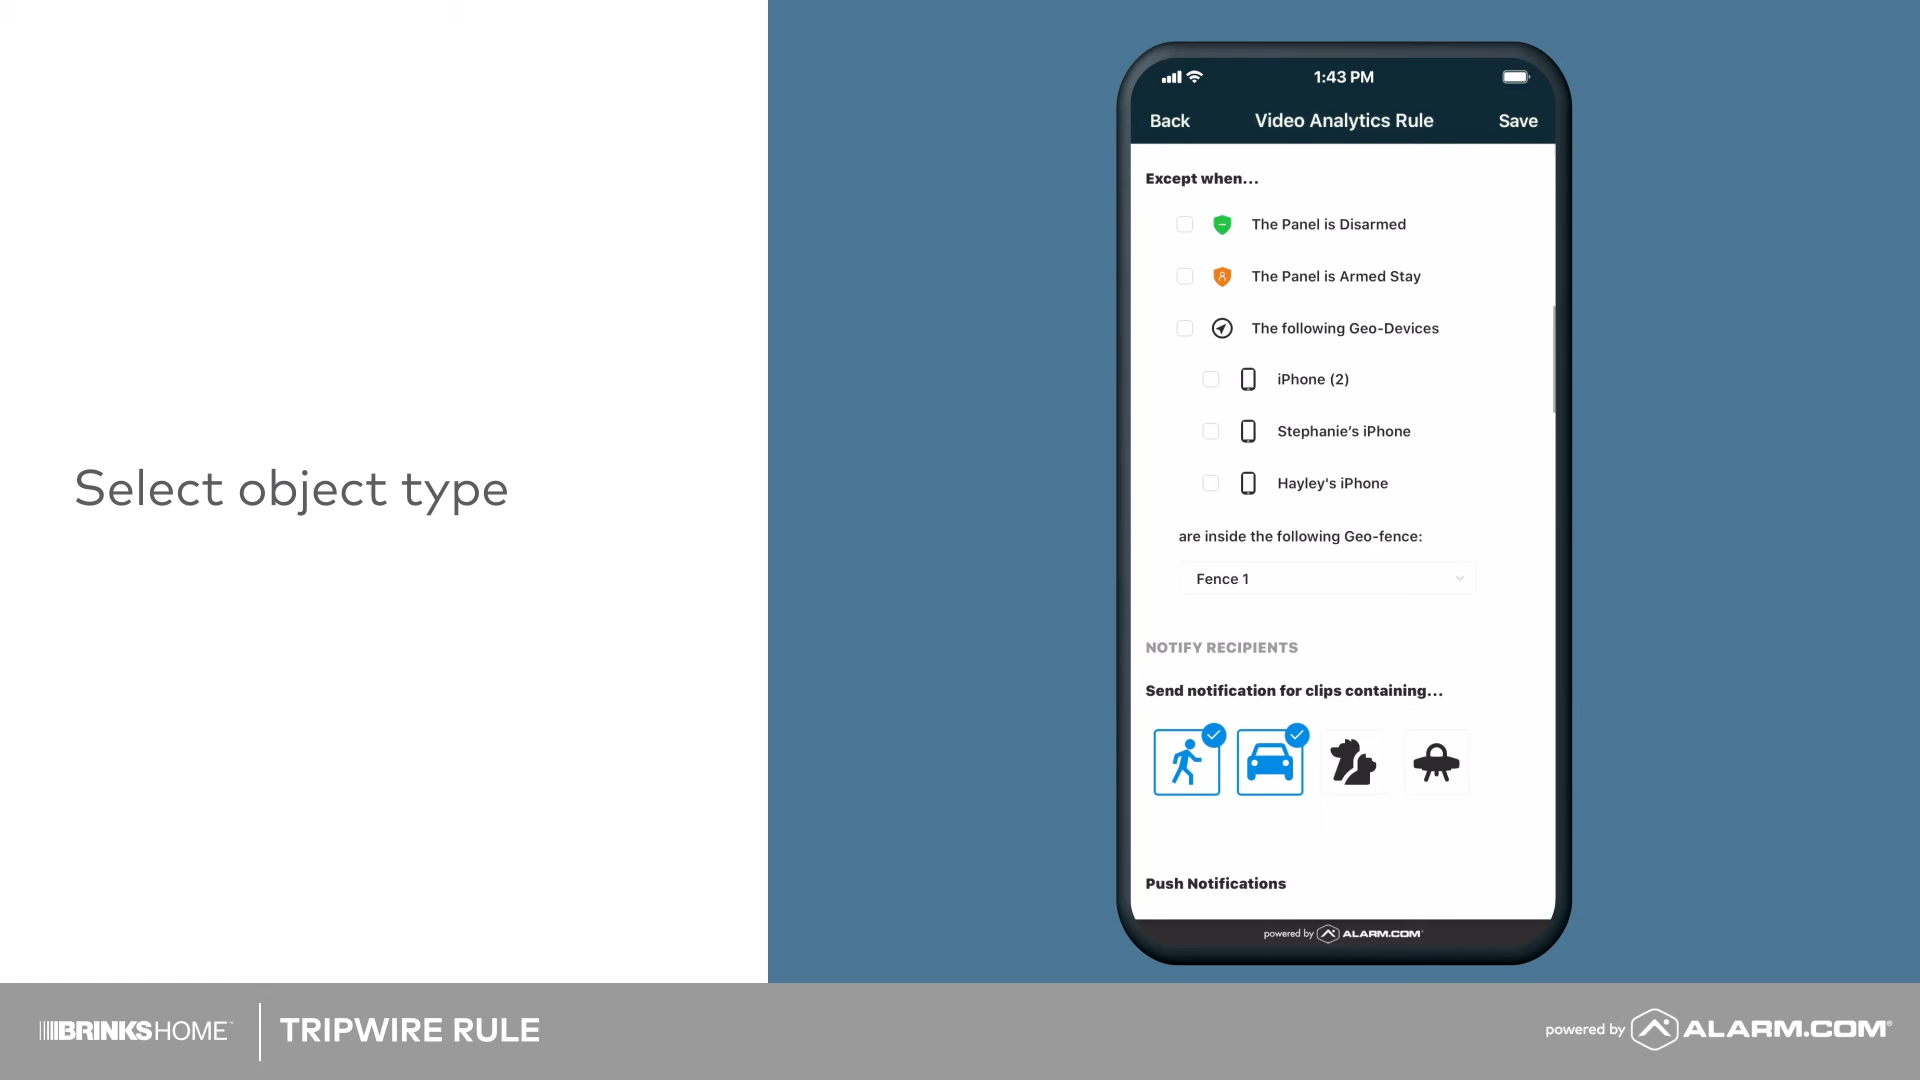 Select object type
1:43 PM
Back
Video Analytics Rule
Save
Except when...
The Panel is Disarmed
The Panel is Armed Stay
The following Geo-Devices
iPhone (2)
Stephanie’s iPhone
Hayley's iPhone
are inside the following Geo-fence:
Fence 1
NOTIFY RECIPIENTS
Send notification for clips containing...
Push Notifications
powered by ALARM.COM
BRINKS HOME™
TRIPWIRE RULE
powered by ALARM.COM®